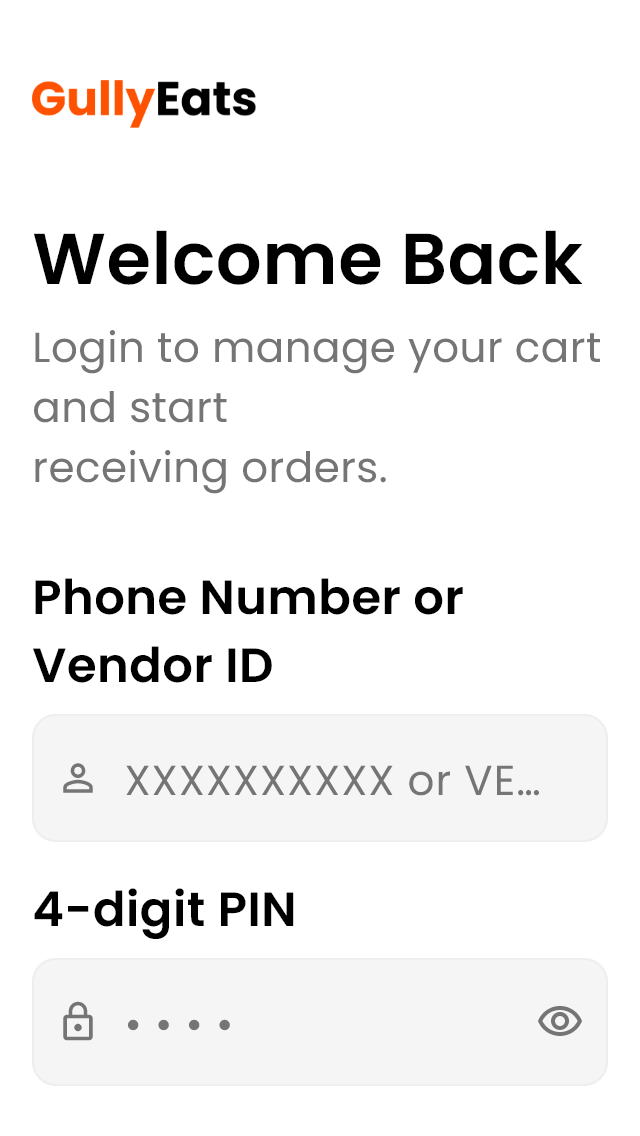 GullyEats
Welcome Back
Login to manage your cart
and start
receiving orders.
Phone Number or
Vendor ID
XXXXXXXXXX or VE...
4-digit PIN
• • • •